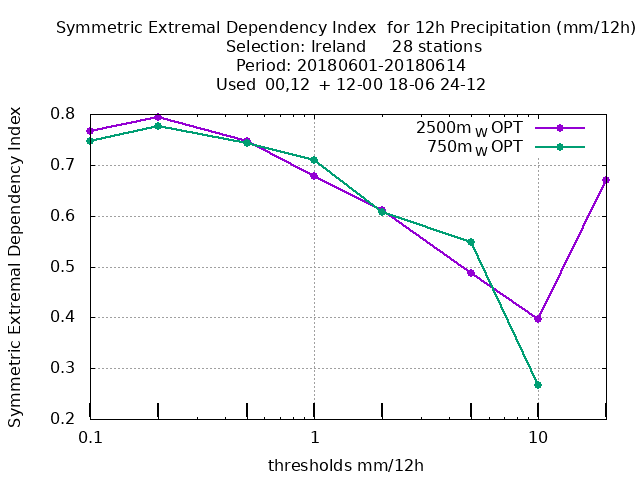 Symmetric Extremal Dependency Index  for 12h Precipitation (mm/12h)
Selection: Ireland     28 stations
Period: 20180601-20180614
Used  00,12  + 12-00 18-06 24-12
Symmetric Extremal Dependency Index
2500m W OPT
750m W OPT
0.8
0.7
0.6
0.5
0.4
0.3
0.2
0.1 1 10
thresholds mm/12h